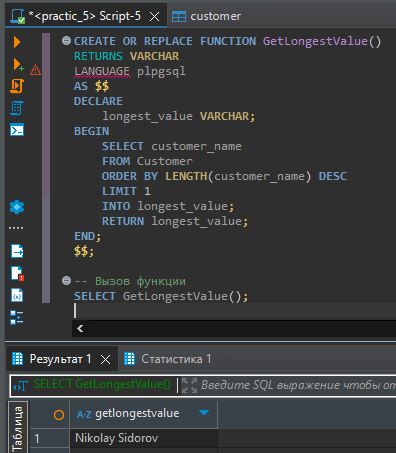 *<practic_5> Script-5
customer
CREATE OR REPLACE FUNCTION GetLongestValue()
RETURNS VARCHAR
LANGUAGE plpgsql
AS $$
DECLARE
longest_value VARCHAR;
BEGIN
SELECT customer_name
FROM Customer
ORDER BY LENGTH(customer_name) DESC
LIMIT 1
INTO longest_value;
RETURN longest_value;
END;
$$;
-- Вызов функции
SELECT GetLongestValue();
Результат 1
Статистика 1
SELECT GetLongestValue()
Введите SQL выражение чтобы от
Таблица
A-Z getlongestvalue
1
Nikolay Sidorov